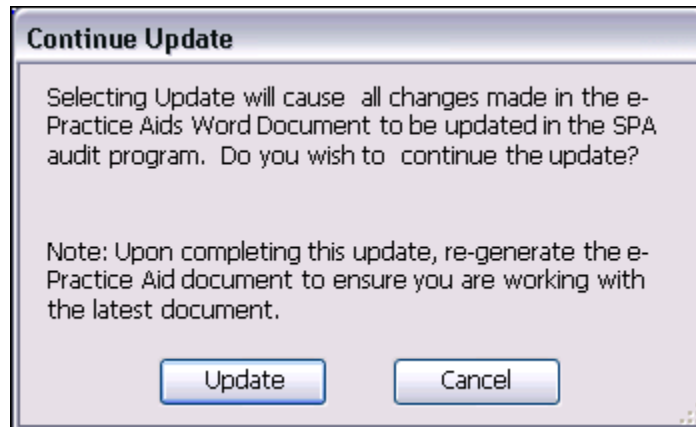 Continue Update
Selecting Update will cause  all changes made in the e-
Practice Aids Word Document to be updated in the SPA
audit program.  Do you wish to  continue the update?
Note: Upon completing this update, re-generate the e-
Practice Aid document to ensure you are working with
the latest document.
Update
Cancel